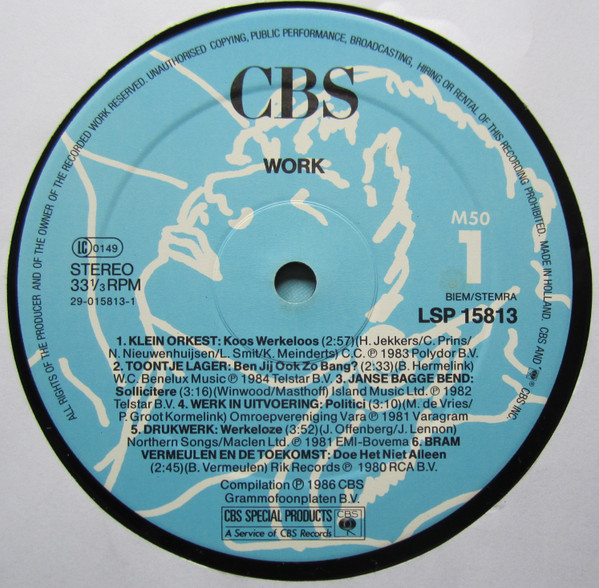 ALL RIGHTS OF THE PRODUCER AND OF THE OWNER OF THE RECORDED WORK RESERVED. UNAUTHORISED COPYING, PUBLIC PERFORMANCE, BROADCASTING, HIRING OR RENTAL OF THIS RECORDING PROHIBITED. MADE IN HOLLAND. CBS AND
CBS INC.
CBS
WORK
M50
1
LC 0149
STEREO
33 1/3 RPM
29-015813-1
BIEM/STEMRA
LSP 15813
1. KLEIN ORKEST: Koos Werkeloos (2:57)(H. Jekkers/C. Prins/
N. Nieuwenhuijsen/L. Smit/K. Meinderts) C.C. ℗ 1983 Polydor B.V.
2. TOONTJE LAGER: Ben Jij Ook Zo Bang? (2:33)(B. Hermelink)
W.C. Benelux Music ℗ 1984 Telstar B.V. 3. JANSE BAGGE BEND:
Sollicitere (3:16)(Winwood/Masthoff) Island Music Ltd. ℗ 1982
Telstar B.V. 4. WERK IN UITVOERING: Politici (3:10)(M. de Vries/
P. Groot Kormelink) Omroepvereniging Vara ℗ 1981 Varagram
5. DRUKWERK: Werkeloze (3:52)(J. Offenberg/J. Lennon)
Northern Songs/Maclen Ltd. ℗ 1981 EMI-Bovema 6. BRAM
VERMEULEN EN DE TOEKOMST: Doe Het Niet Alleen
(2:45)(B. Vermeulen) Rik Records ℗ 1980 RCA B.V.
Compilation ℗ 1986 CBS
Grammofoonplaten B.V.
CBS SPECIAL PRODUCTS
A Service of CBS Records
CBS